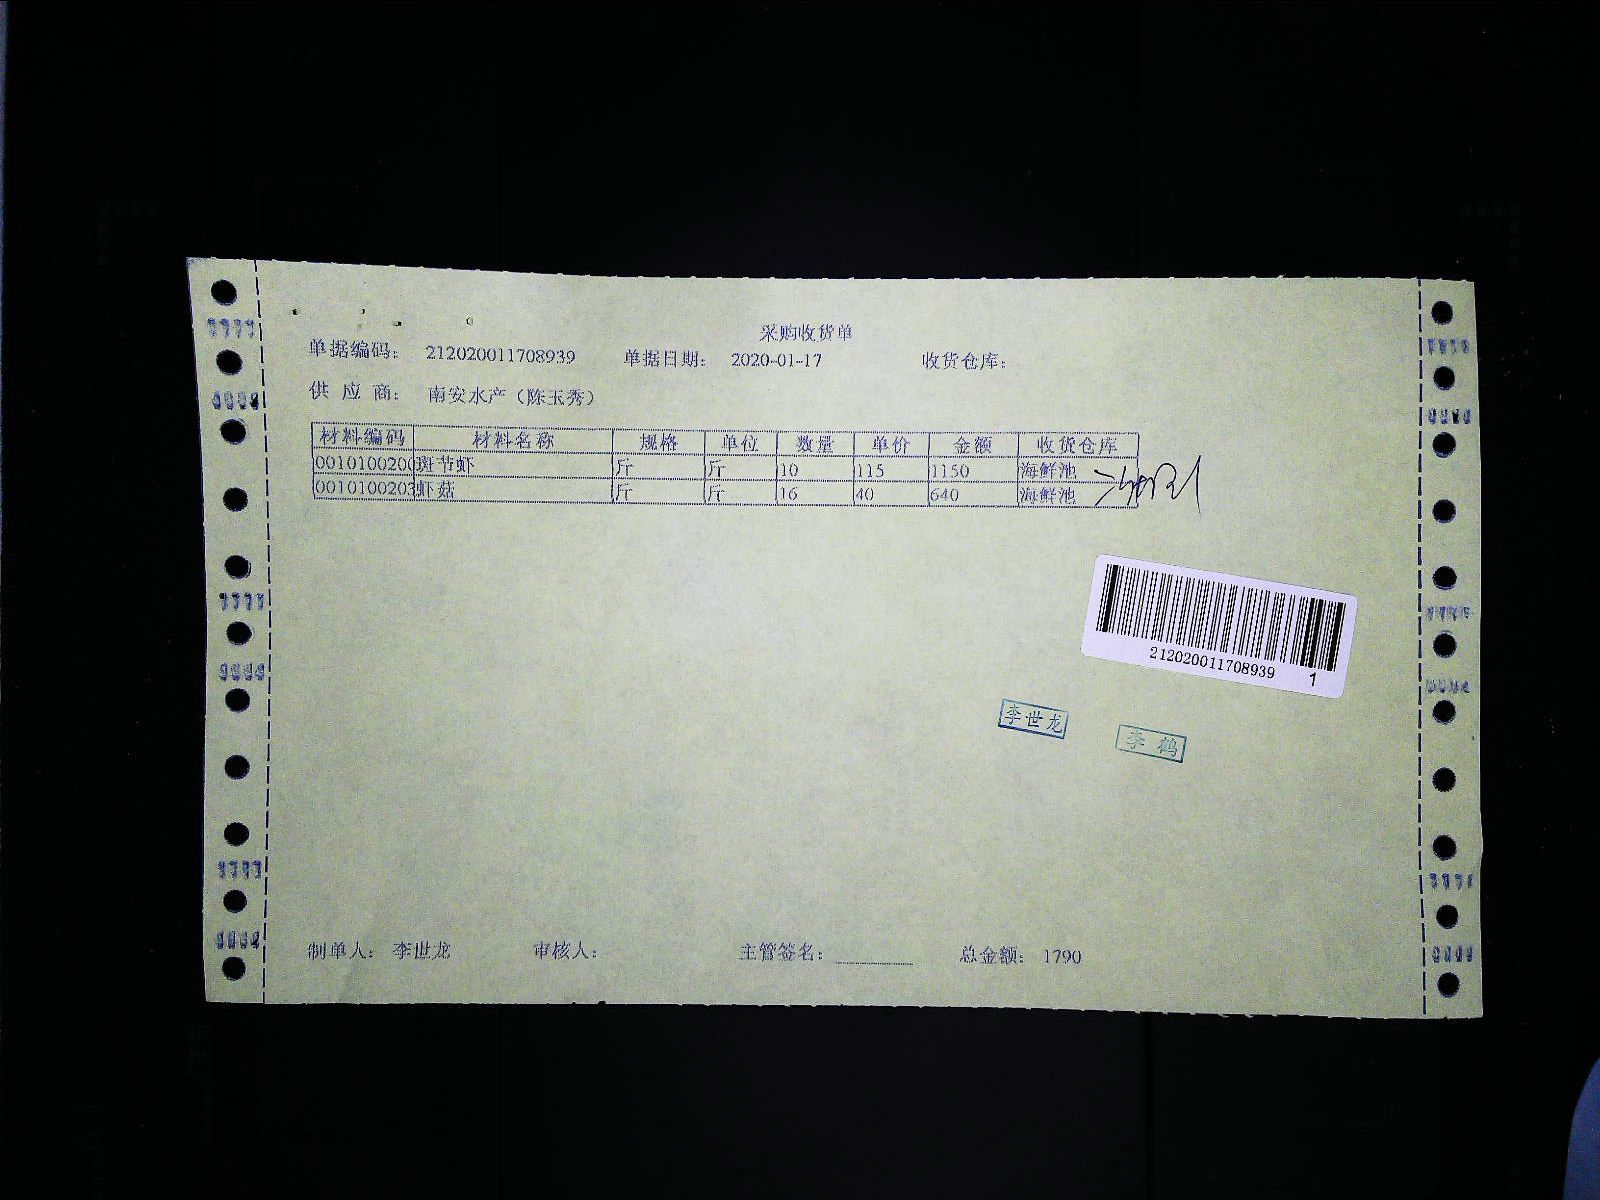 采购收货单
单据编码： 212020011708939 单据日期： 2020-01-17 收货仓库：
供 应 商： 南安水产（陈玉秀）
材料编码 材料名称 规格 单位 数量 单价 金额 收货仓库
0010100200 斑节虾 斤 斤 10 115 1150 海鲜池
0010100203 虾菇 斤 斤 16 40 640 海鲜池
212020011708939 1
李世龙
李鹤
制单人： 李世龙 审核人： 主管签名： 总金额： 1790